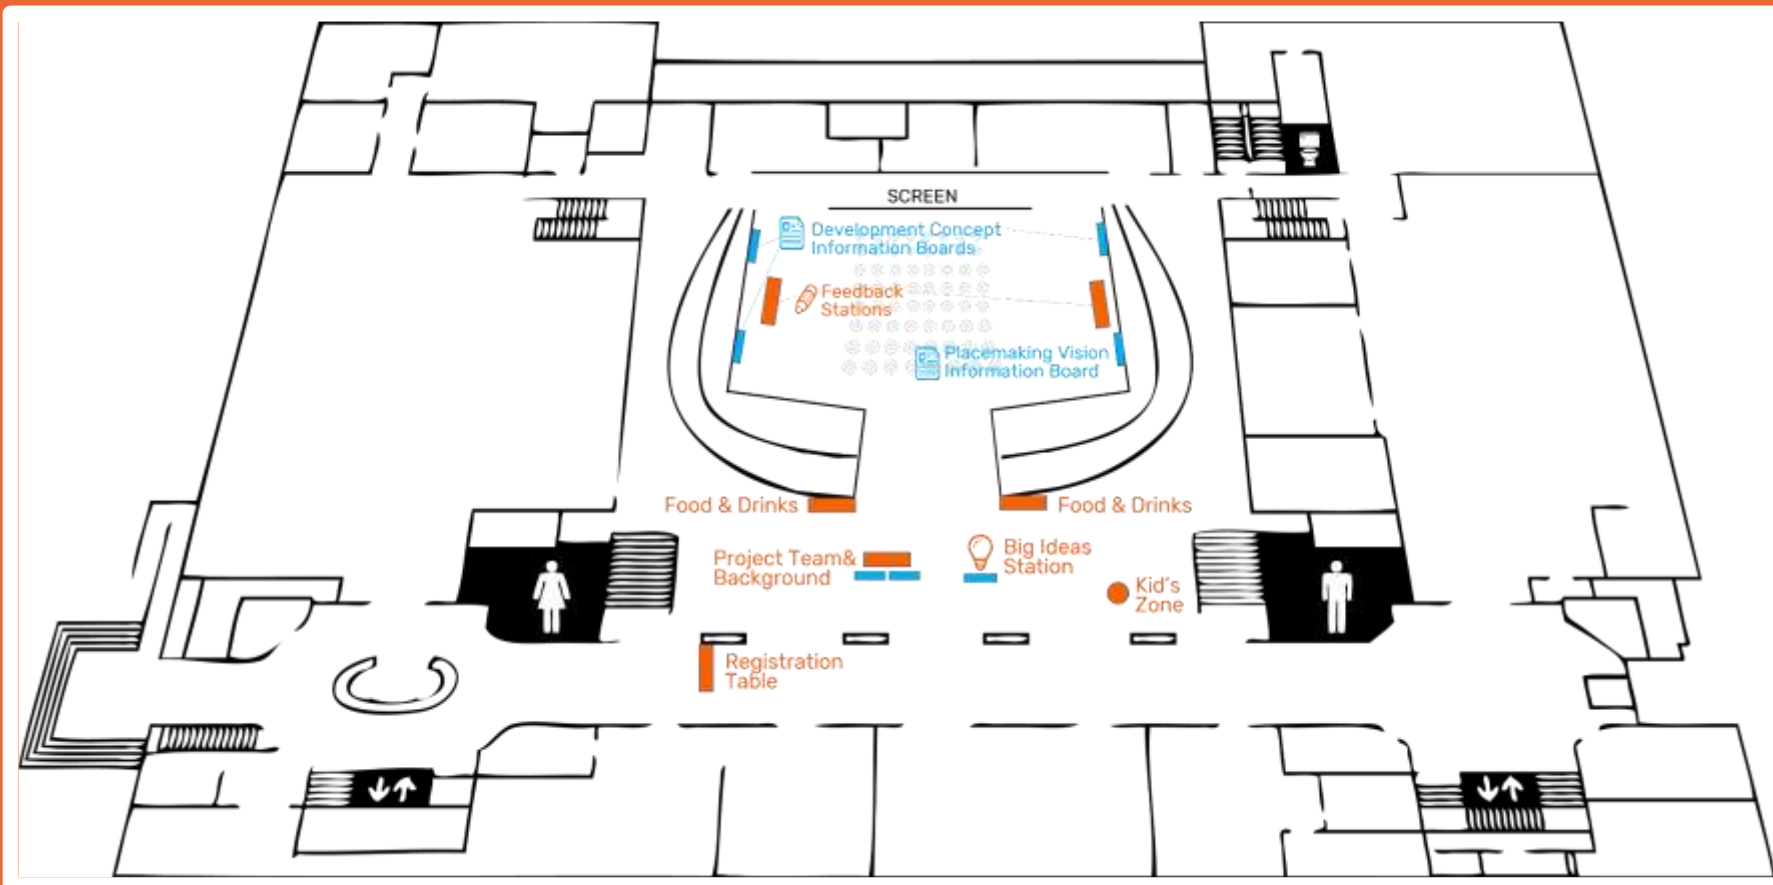 SCREEN
Development Concept
Information Boards
Feedback
Stations
Placemaking Vision
Information Board
Food & Drinks
Food & Drinks
Project Team&
Background
Big Ideas
Station
Kid's
Zone
Registration
Table